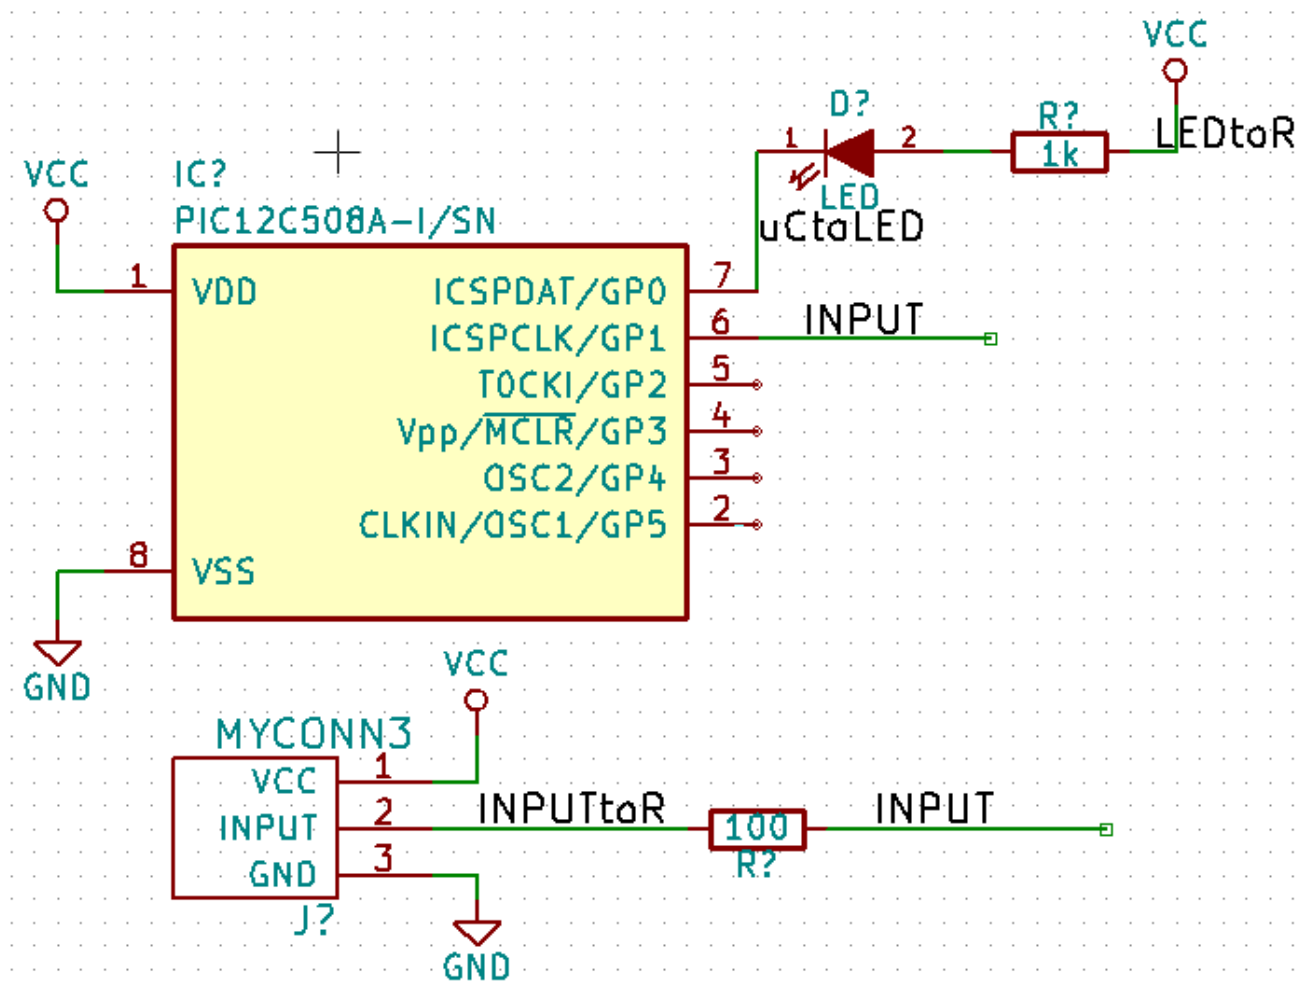 VCC
D?
R?
LEDtoR
1
2
1k
VCC
IC?
LED
PIC12C508A-I/SN
uCtoLED
1
VDD
ICSPDAT/GP0
7
INPUT
ICSPCLK/GP1
6
T0CKI/GP2
5
Vpp/MCLR/GP3
4
OSC2/GP4
3
CLKIN/OSC1/GP5
2
8
VSS
GND
VCC
MYCONN3
VCC
1
INPUT
2
INPUTtoR
100
INPUT
R?
GND
3
J?
GND